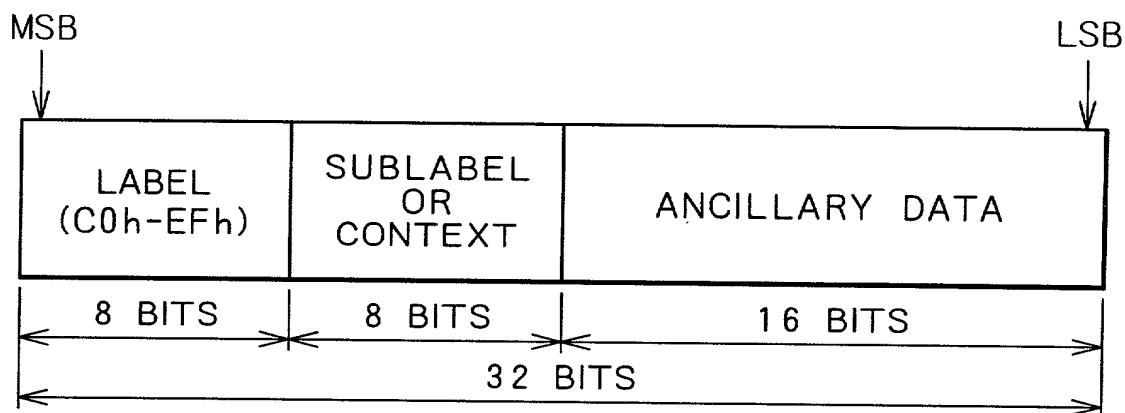 MSB
LSB
LABEL
(C0h-EFh)
SUBLABEL
OR
CONTEXT
ANCILLARY DATA
8 BITS
8 BITS
16 BITS
32 BITS